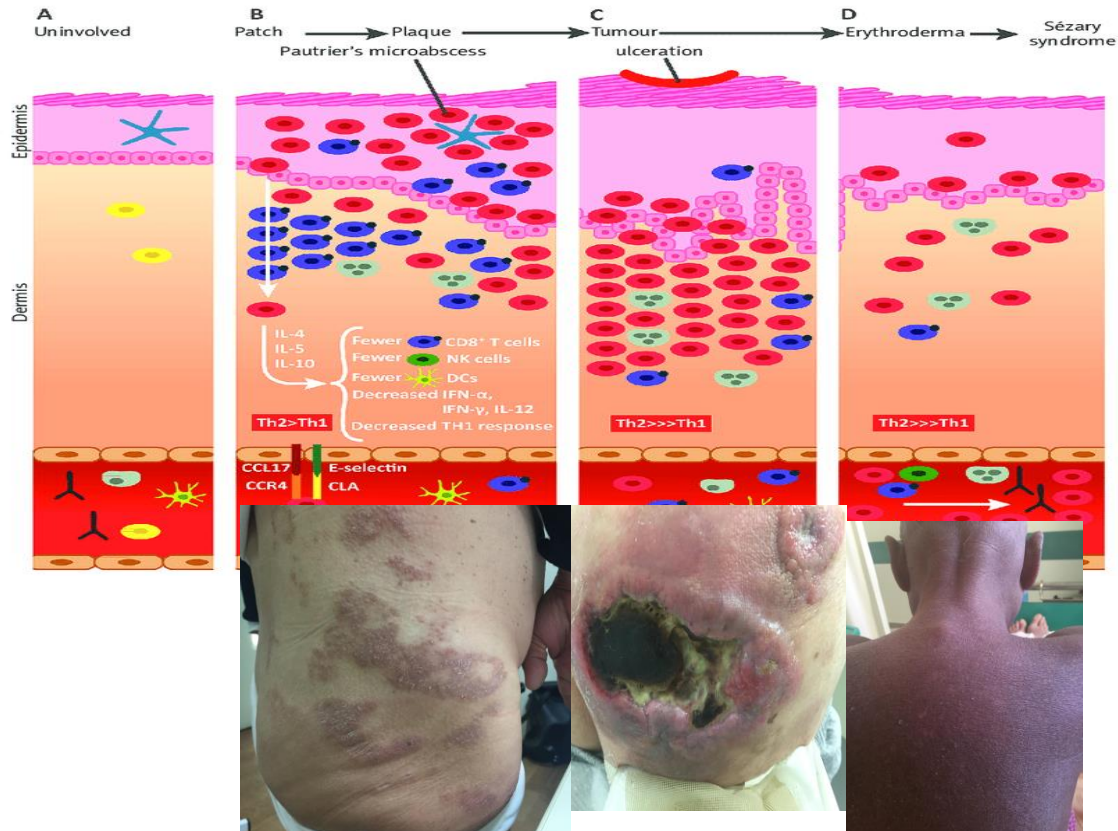 A
Uninvolved
B
Patch
Plaque
Pautrier's microabscess
C
Tumour
ulceration
D
Erythroderma
Sézary
syndrome
Epidermis
Dermis
IL-4
IL-5
IL-10
Fewer CD8⁺ T cells
Fewer NK cells
Fewer DCs
Decreased IFN-α,
IFN-γ, IL-12
Decreased TH1 response
Th2>Th1
CCL17
E-selectin
CCR4
CLA
Th2>>>Th1
Th2>>>Th1